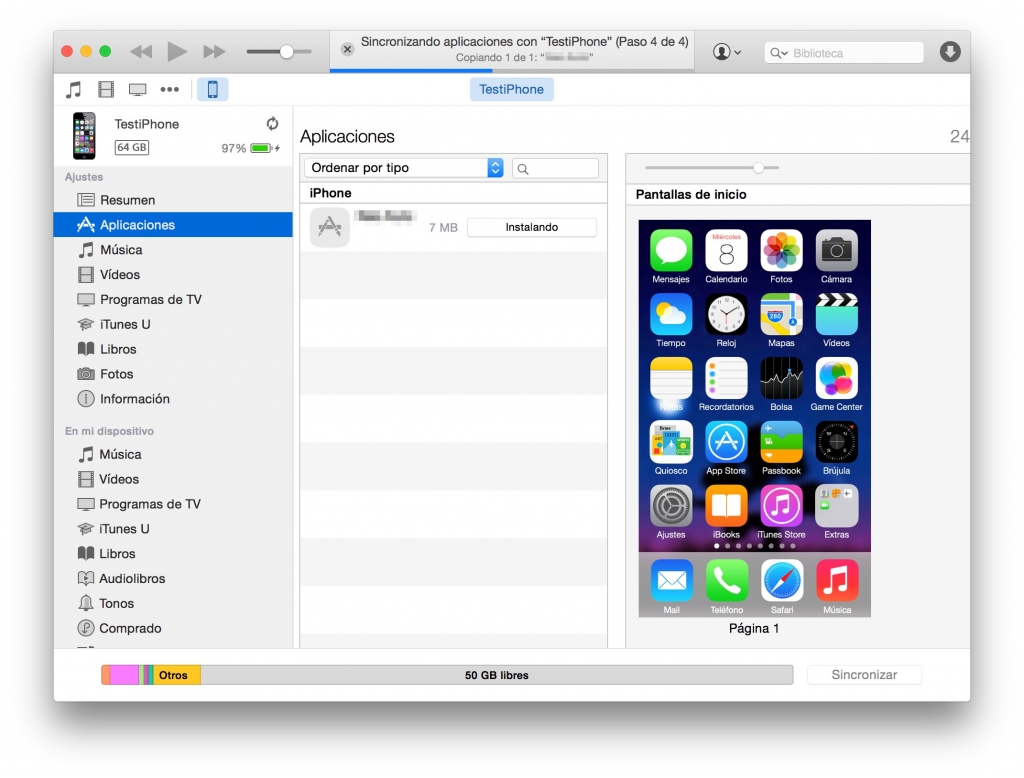 Sincronizando aplicaciones con “TestiPhone” (Paso 4 de 4)
Copiando 1 de 1: “
Biblioteca
TestiPhone
TestiPhone
64 GB
97%
Ajustes
Resumen
Aplicaciones
Música
Vídeos
Programas de TV
iTunes U
Libros
Fotos
Información
En mi dispositivo
Música
Vídeos
Programas de TV
iTunes U
Libros
Audiolibros
Tonos
Comprado
Aplicaciones
24
Ordenar por tipo
iPhone
7 MB
Instalando
Pantallas de inicio
Miércoles
8
Mensajes Calendario Fotos Cámara
280
Tiempo Reloj Mapas Vídeos
Notas Recordatorios Bolsa Game Center
Quiosco App Store Passbook Brújula
Ajustes iBooks iTunes Store Extras
Mail Teléfono Safari Música
Página 1
Otros
50 GB libres
Sincronizar